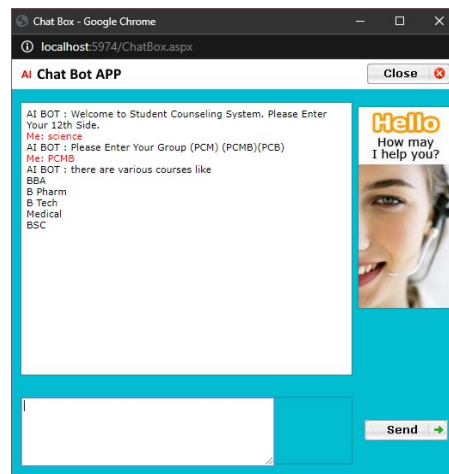 Chat Box - Google Chrome
localhost:5974/ChatBox.aspx
AI Chat Bot APP
Close
AI BOT : Welcome to Student Counseling System. Please Enter
Your 12th Side.
Me: science
AI BOT : Please Enter Your Group (PCM) (PCMB)(PCB)
Me: PCMB
AI BOT : there are various courses like
BBA
B Pharm
B Tech
Medical
BSC
Hello
How may
I help you?
Send